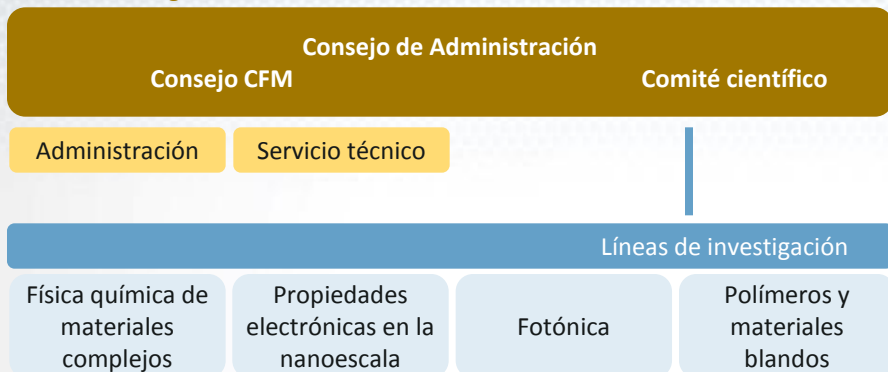 Consejo de Administración
Consejo CFM Comité científico
Administración Servicio técnico
Líneas de investigación
Física química de
materiales
complejos
Propiedades
electrónicas en la
nanoescala
Fotónica
Polímeros y
materiales
blandos